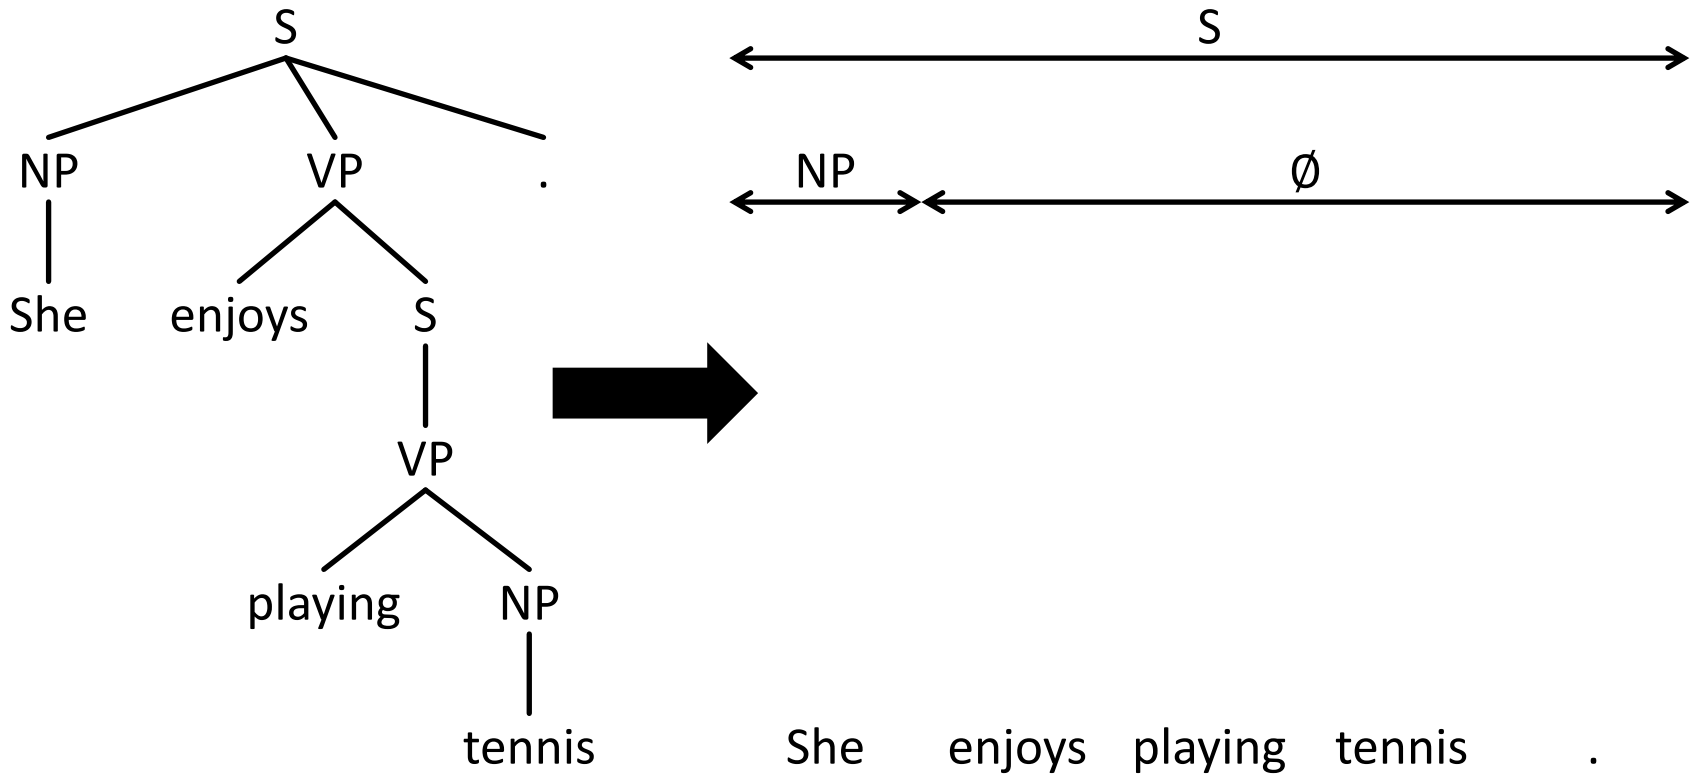 S S
NP VP . NP Ø
She enjoys S
VP
playing NP
tennis She enjoys playing tennis .